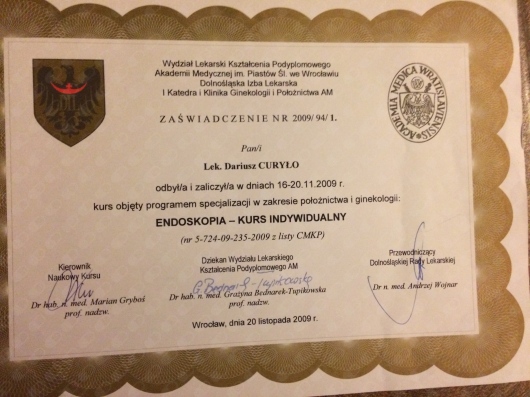 Wydział Lekarski Kształcenia Podyplomowego
Akademii Medycznej im. Piastów Śl. we Wrocławiu
Dolnośląska Izba Lekarska
I Katedra i Klinika Ginekologii i Położnictwa AM
ZAŚWIADCZENIE NR 2009/ 94/ 1.
Pan/i
Lek. Dariusz CURYŁO
odbył/a i zaliczył/a w dniach 16-20.11.2009 r.
kurs objęty programem specjalizacji w zakresie położnictwa i ginekologii:
ENDOSKOPIA – KURS INDYWIDUALNY
(nr 5-724-09-235-2009 z listy CMKP)
Kierownik
Naukowy Kursu
Dr hab. n. med. Marian Gryboś
prof. nadzw.
Dziekan Wydziału Lekarskiego
Kształcenia Podyplomowego AM
Dr hab. n. med. Grażyna Bednarek-Tupikowska
prof. nadzw.
Przewodniczący
Dolnośląskiej Rady Lekarskiej
Dr n. med. Andrzej Wojnar
Wrocław, dnia 20 listopada 2009 r.
ACADEMIA MEDICA WRATISLAVIENSIS